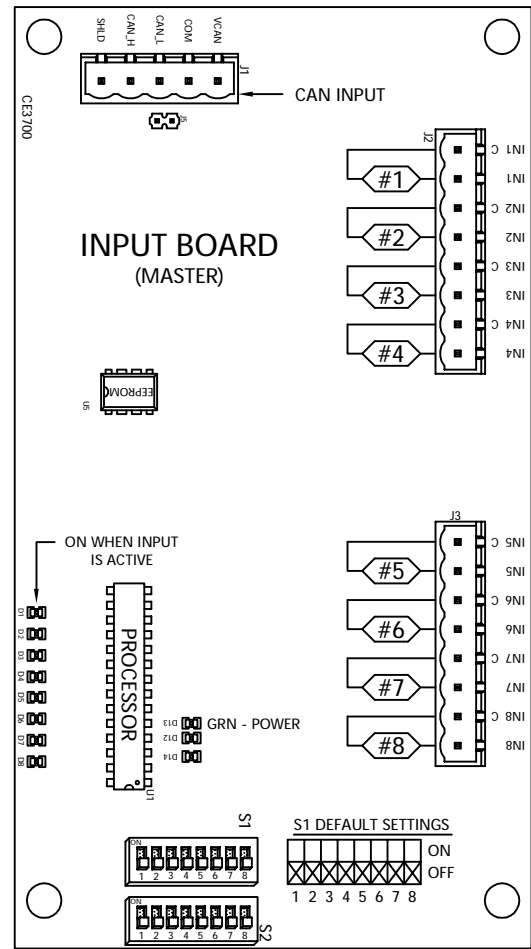 SHLD
CAN_H
CAN_L
COM
VCAN
J1
CAN INPUT
J5
CE3700
INPUT BOARD
(MASTER)
J2
IN1 C
IN1
IN2 C
IN2
IN3 C
IN3
IN4 C
IN4
#1
#2
#3
#4
EEPROM
U5
ON WHEN INPUT
IS ACTIVE
D1
D2
D3
D4
D5
D6
D7
D8
PROCESSOR
U1
D13
GRN - POWER
D12
D14
J3
IN5 C
IN5
IN6 C
IN6
IN7 C
IN7
IN8 C
IN8
#5
#6
#7
#8
S1
ON
1 2 3 4 5 6 7 8
S2
ON
1 2 3 4 5 6 7 8
S1 DEFAULT SETTINGS
ON
OFF
1 2 3 4 5 6 7 8